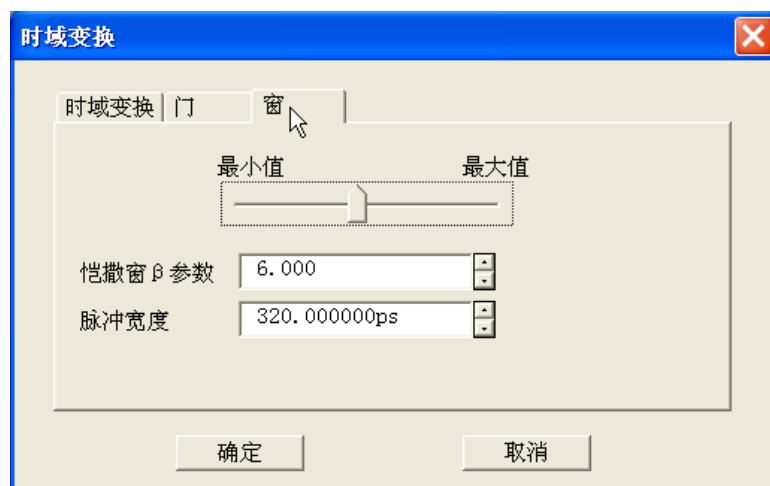 时域变换
时域变换 门 窗
最小值 最大值
恺撒窗β参数 6.000
脉冲宽度 320.000000ps
确定 取消